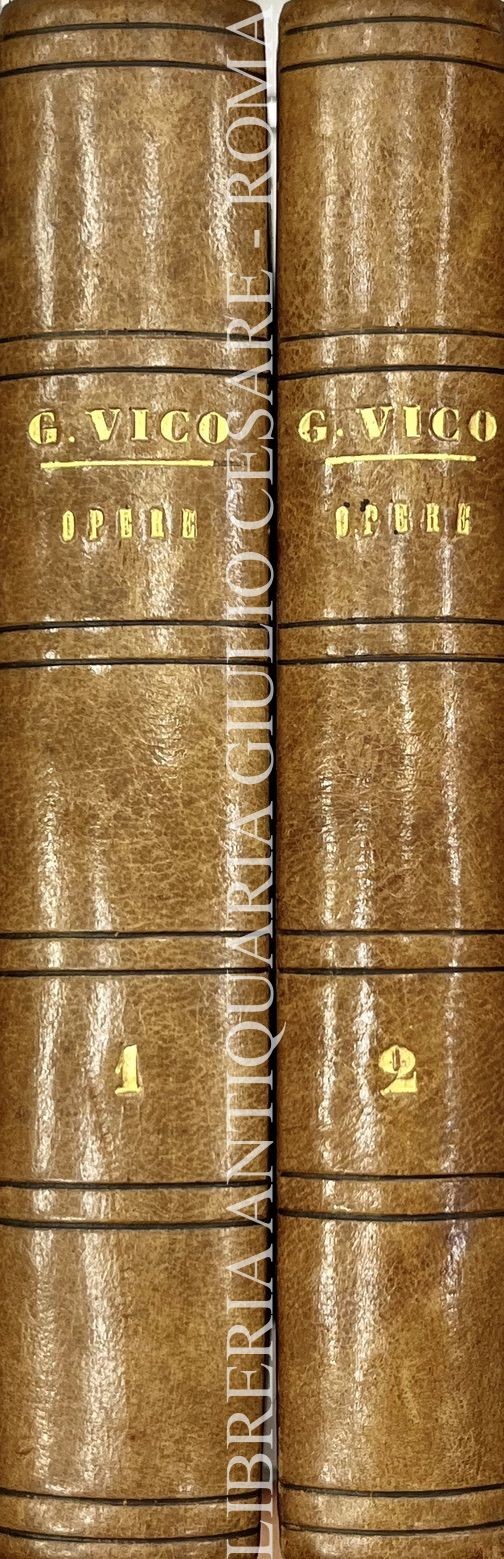 G. VICO
OPERE
1
G. VICO
OPERE
2
LIBRERIA ANTIQUARIA GIULIO CESARE - ROMA